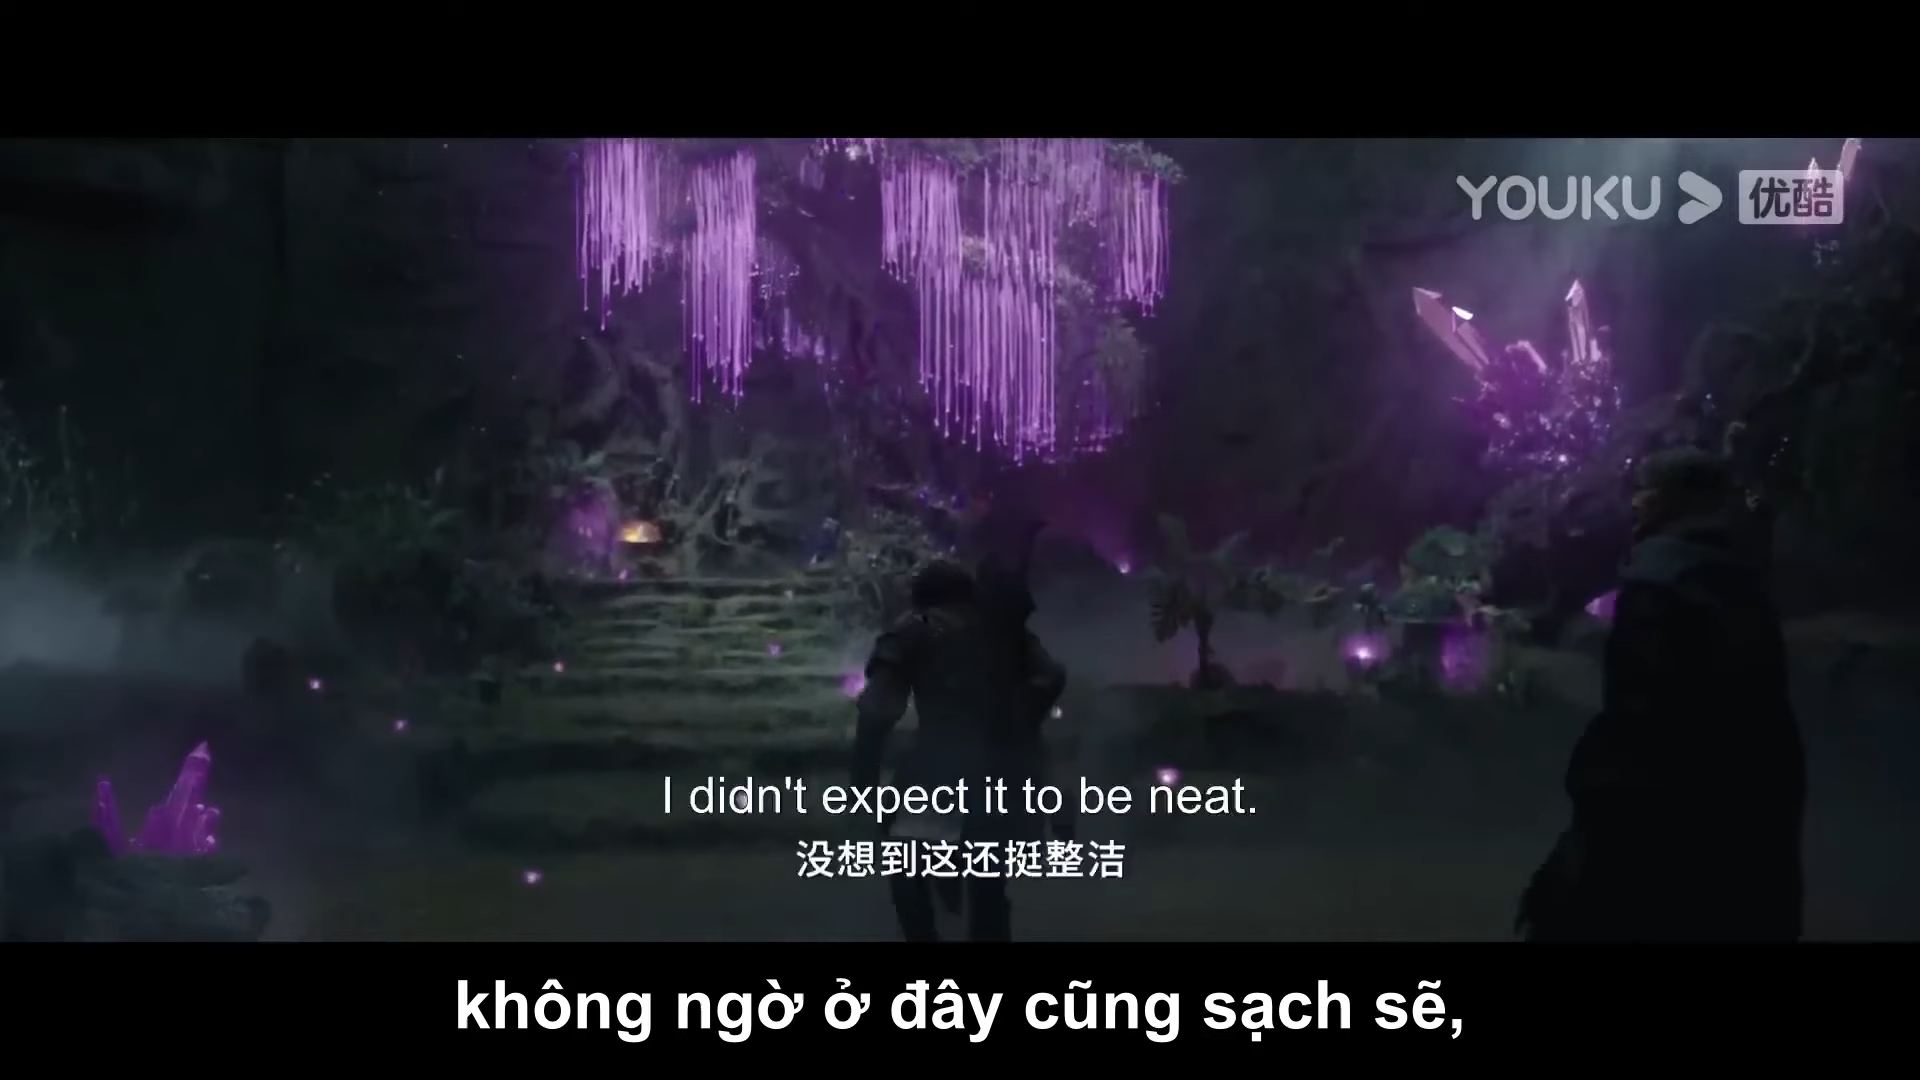 YOUKU 优酷
I didn't expect it to be neat.
没想到这还挺整洁
không ngờ ở đây cũng sạch sẽ,